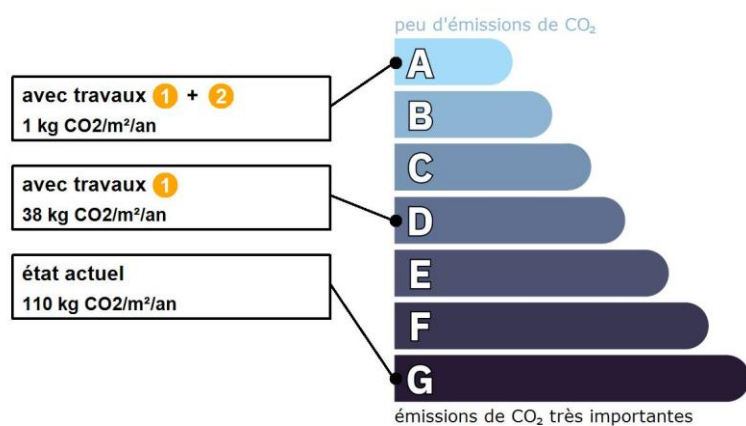 peu d'émissions de CO₂
A
avec travaux 1 + 2
1 kg CO2/m²/an
B
C
avec travaux 1
38 kg CO2/m²/an
D
E
état actuel
110 kg CO2/m²/an
F
G
émissions de CO₂ très importantes